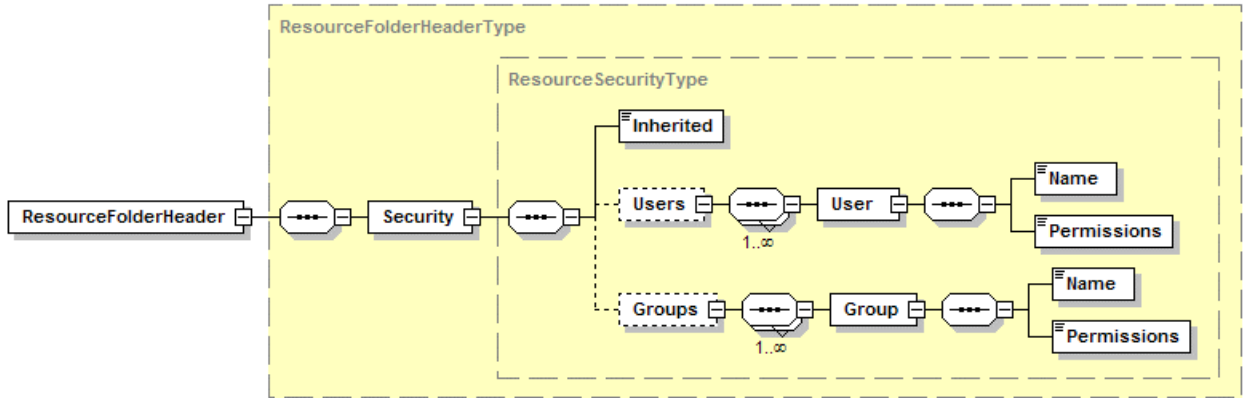 ResourceFolderHeaderType
ResourceSecurityType
Inherited
Name
Users
User
1..∞
Permissions
ResourceFolderHeader
Security
Name
Groups
Group
1..∞
Permissions